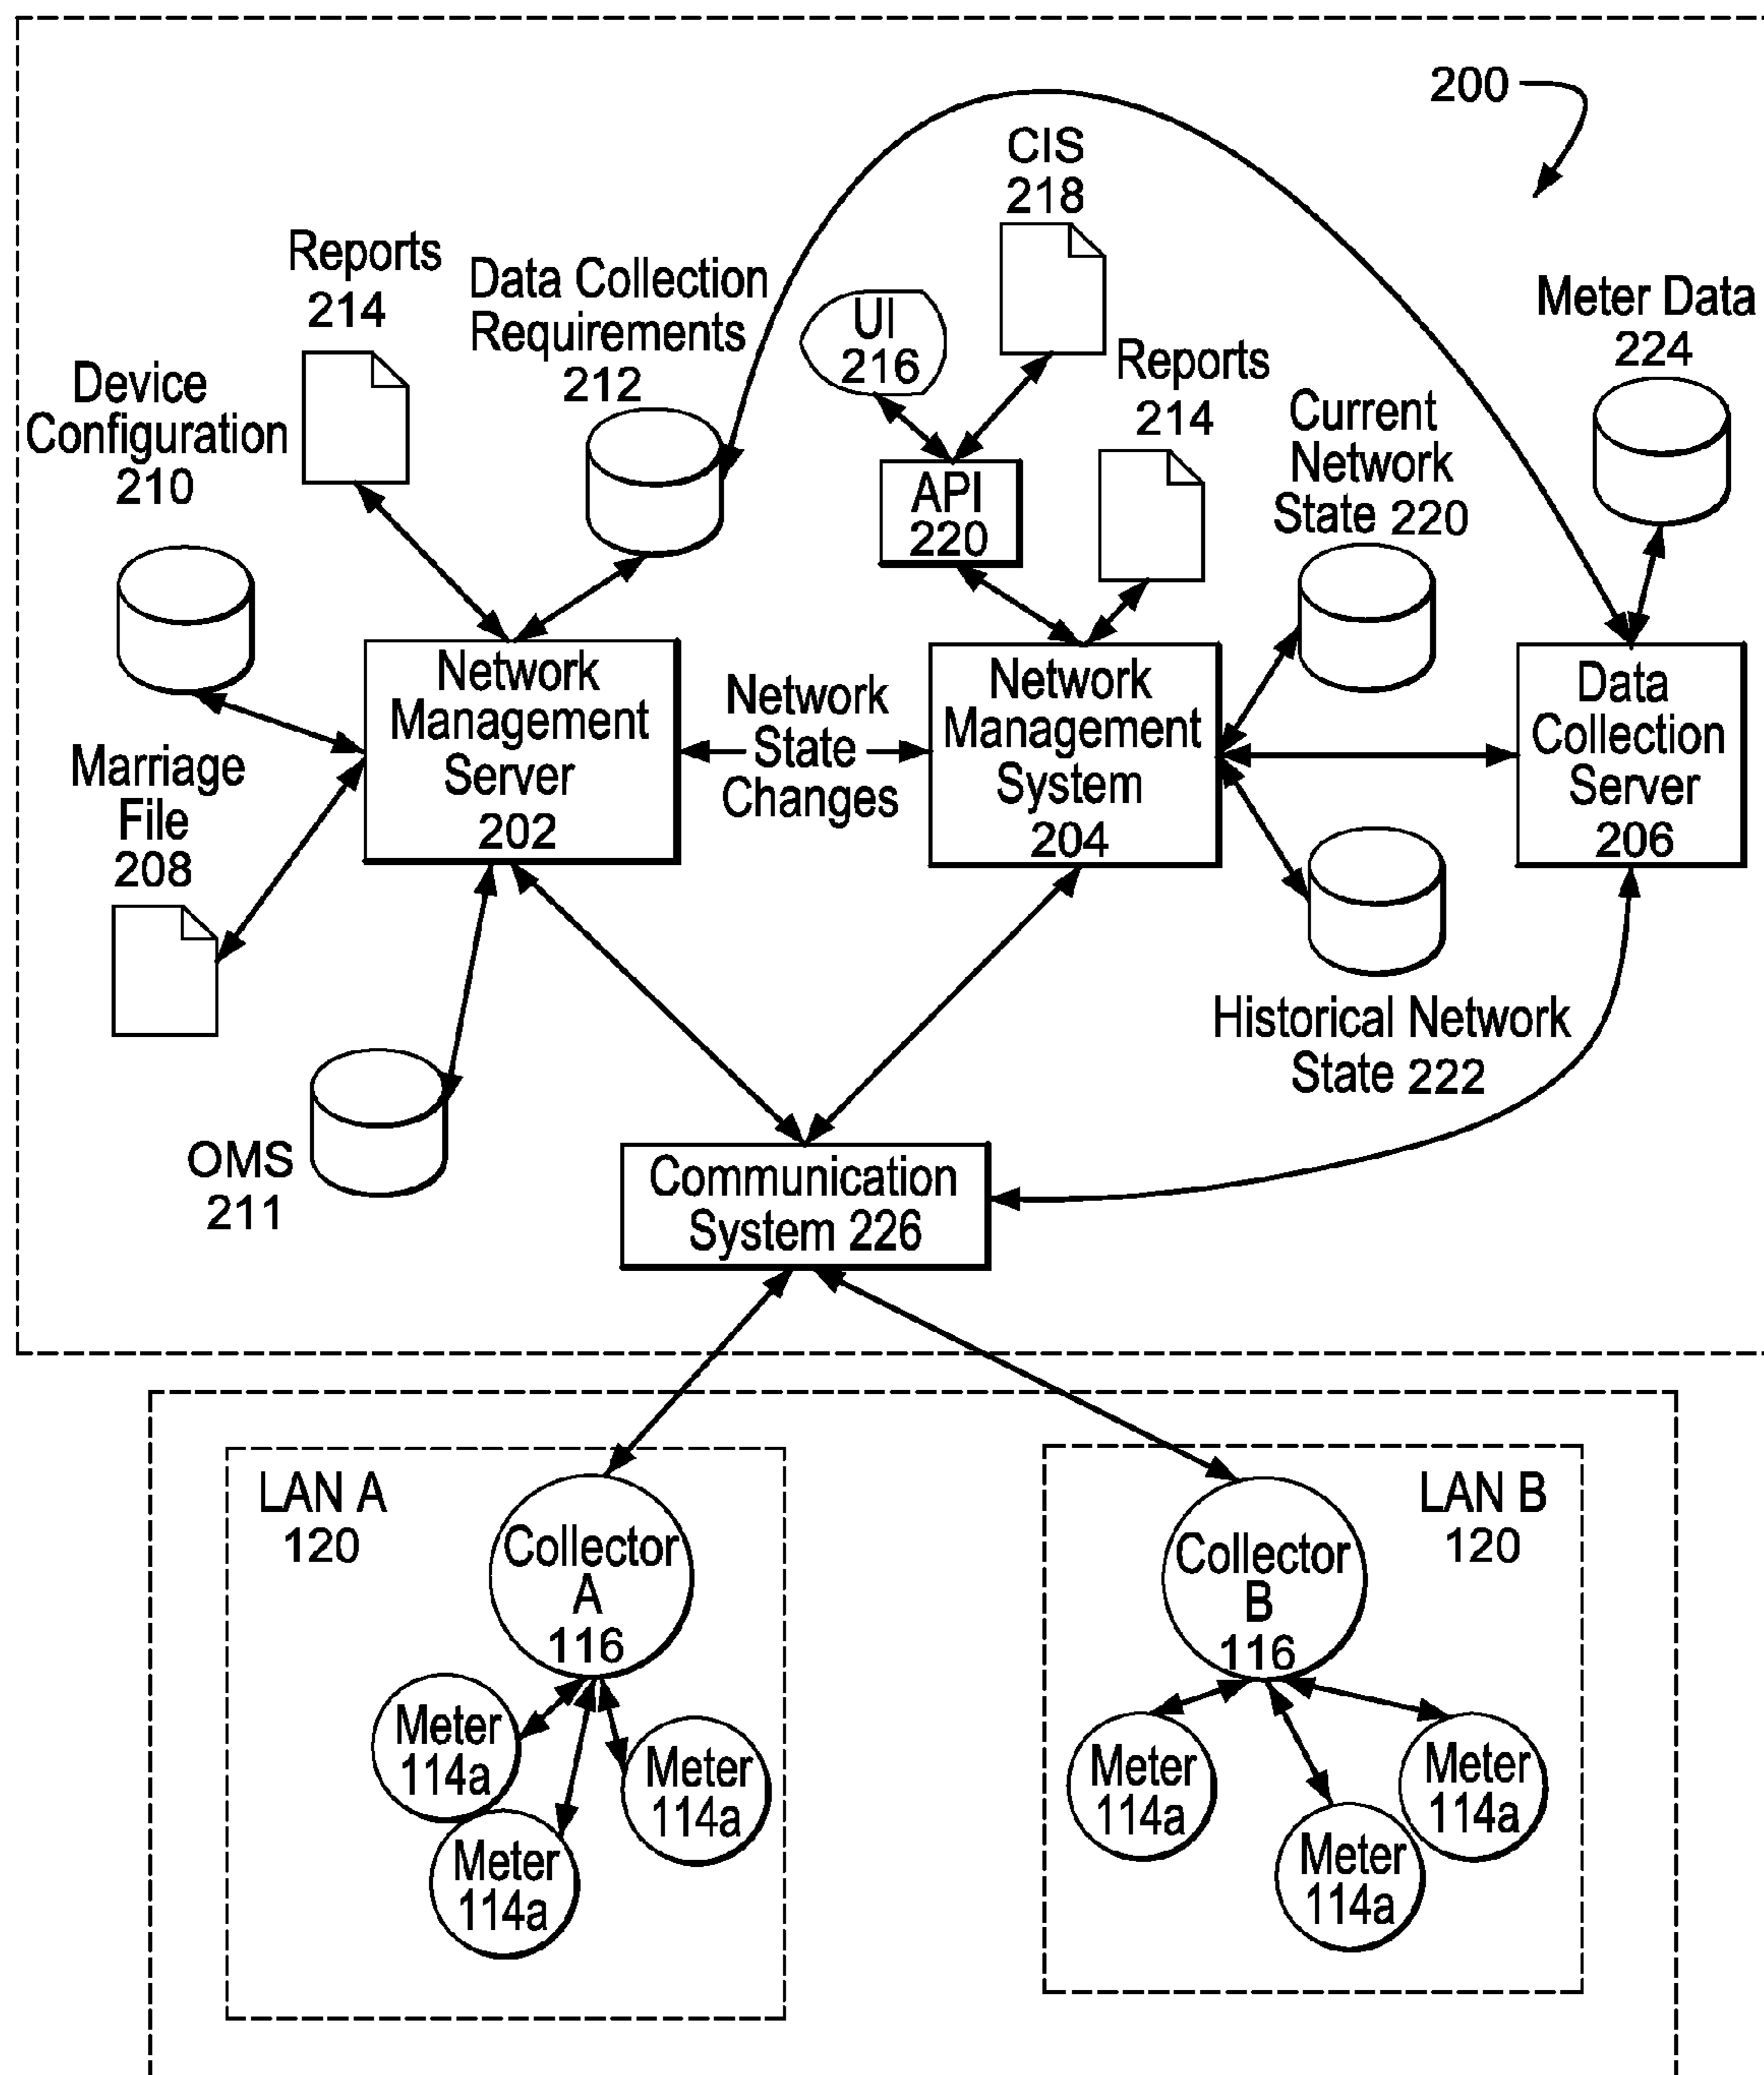 200
CIS
218
Reports
214
Data Collection
Requirements
212
UI
216
Meter Data
224
Device
Configuration
210
Reports
214
Current
Network
State 220
API
220
Network
Management
Server
202
Network
State
Changes
Network
Management
System
204
Data
Collection
Server
206
Marriage
File
208
Historical Network
State 222
OMS
211
Communication
System 226
LAN A
120
Collector
A
116
Meter
114a
Meter
114a
Meter
114a
LAN B
120
Collector
B
116
Meter
114a
Meter
114a
Meter
114a